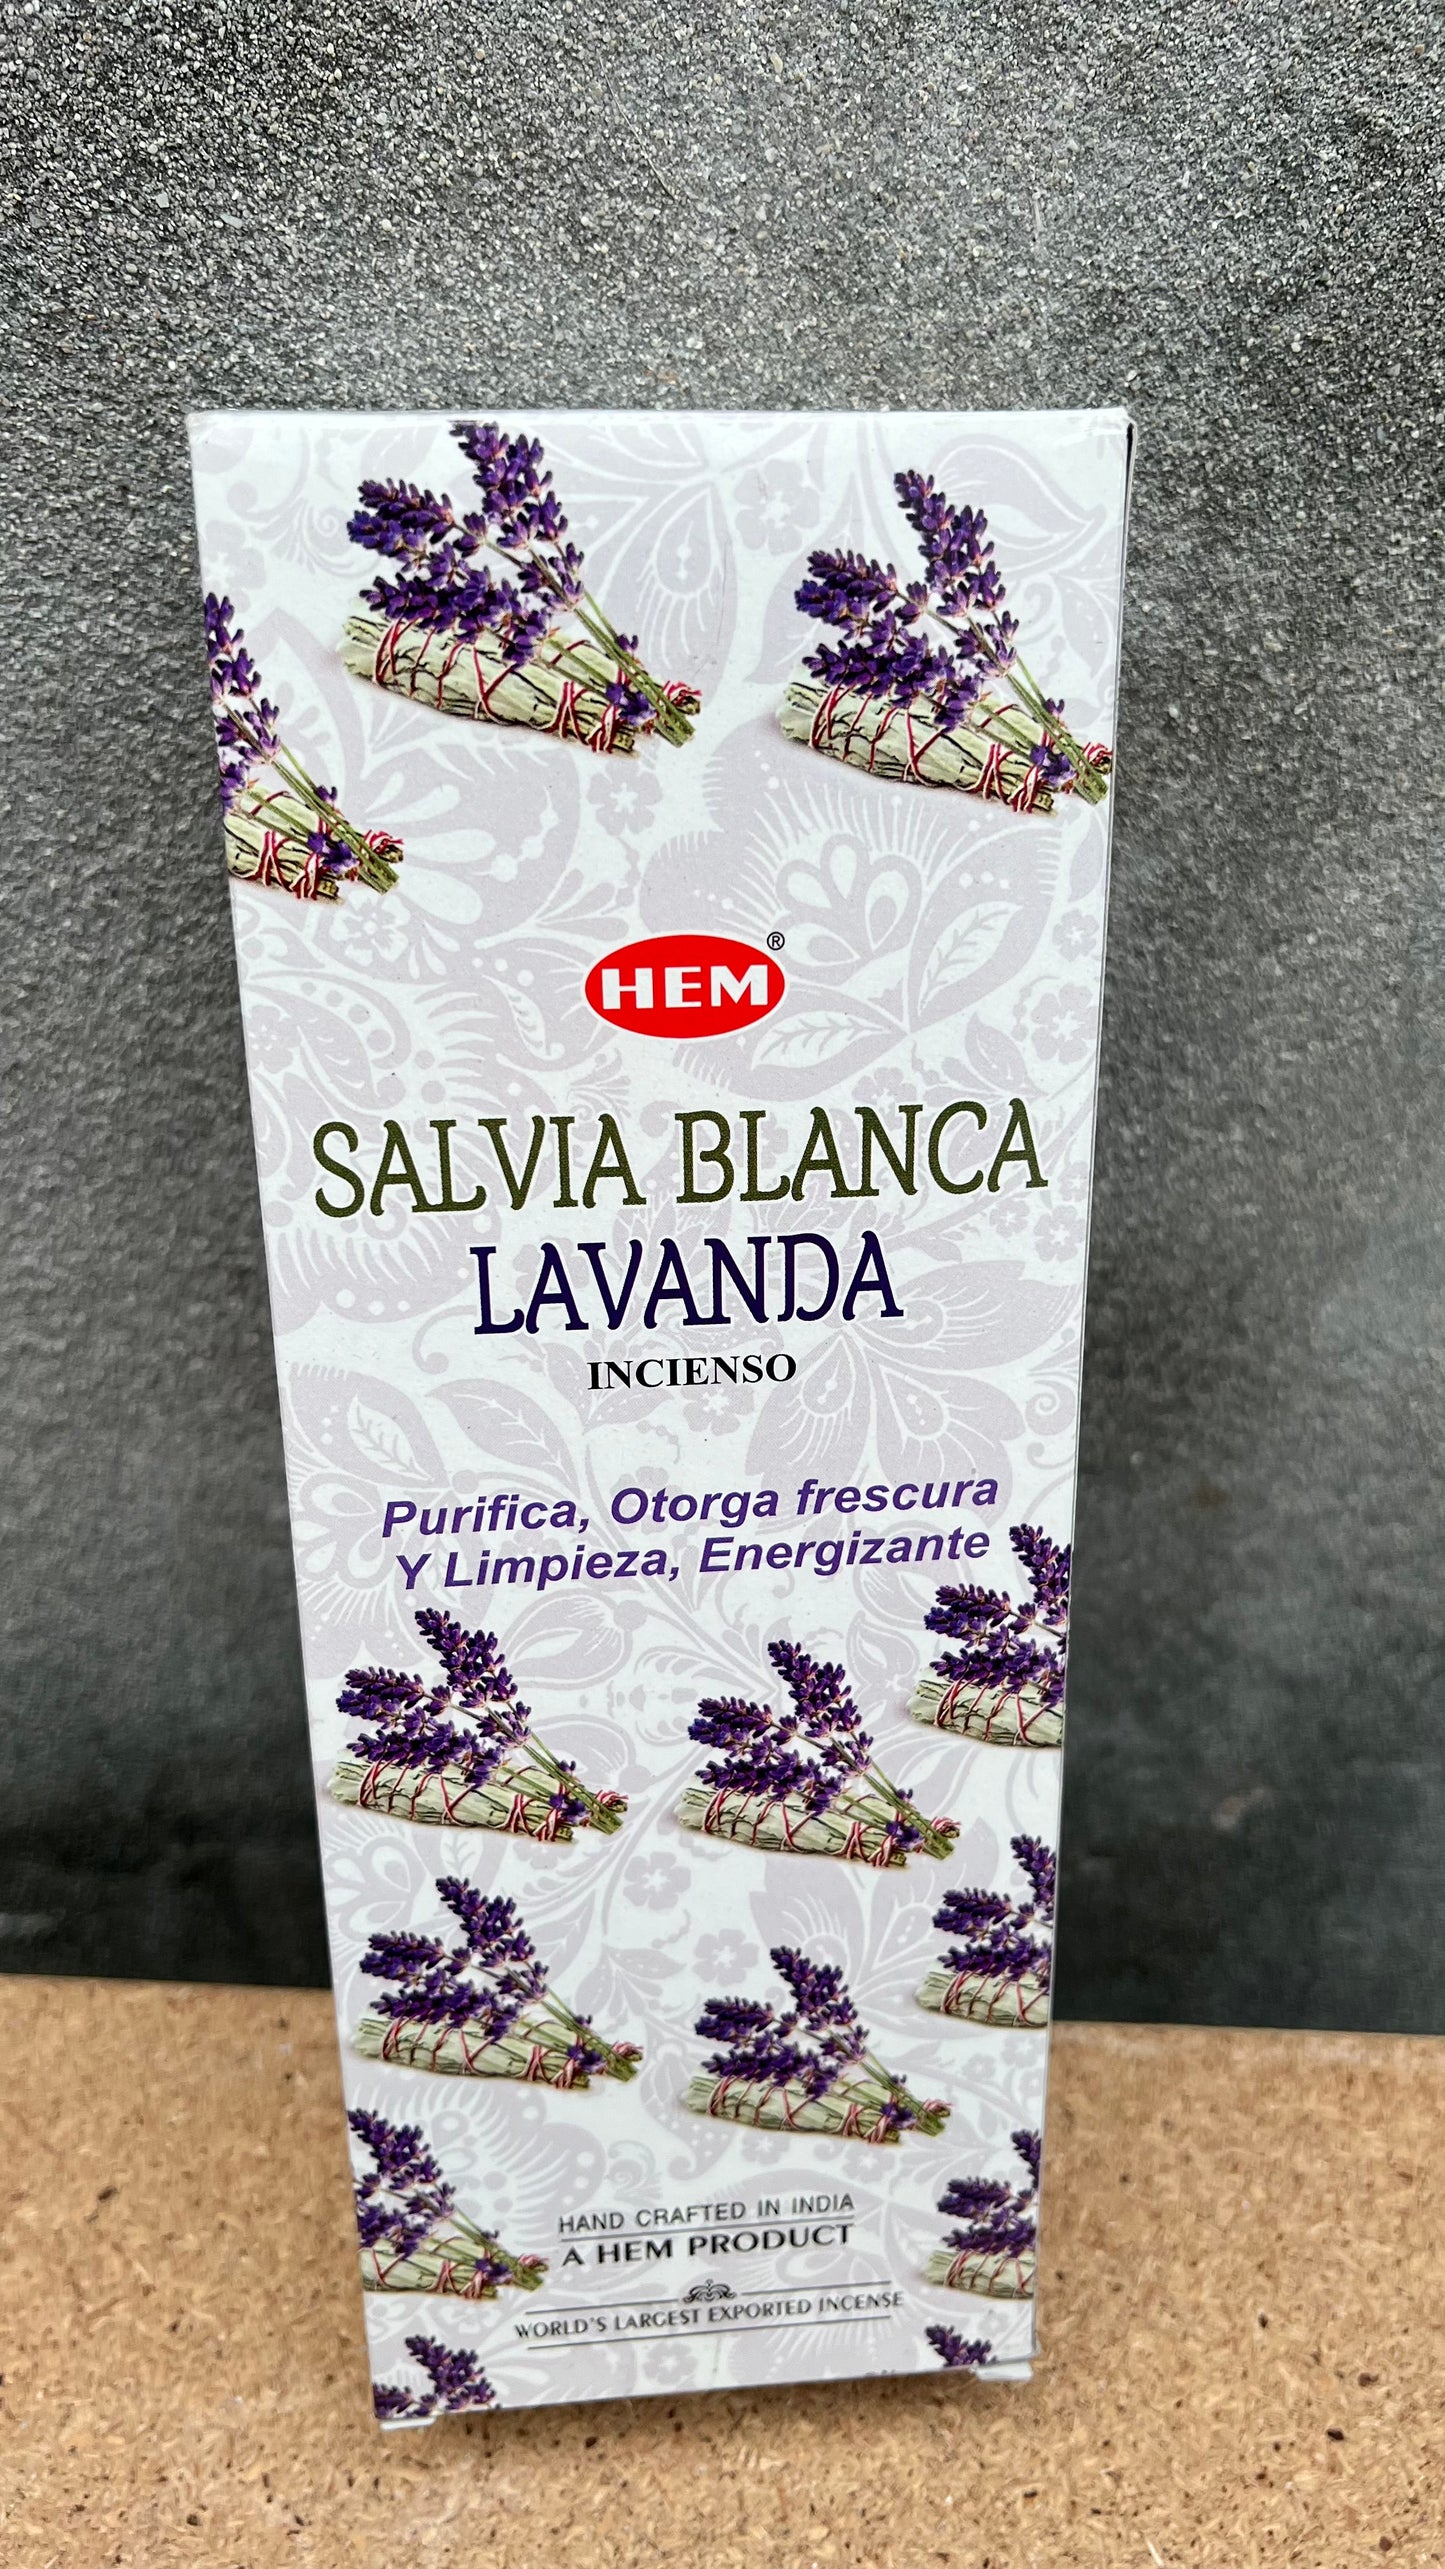 HEM®
SALVIA BLANCA
LAVANDA
INCIENSO
Purifica, Otorga frescura
Y Limpieza, Energizante
HAND CRAFTED IN INDIA
A HEM PRODUCT
WORLD'S LARGEST EXPORTED INCENSE